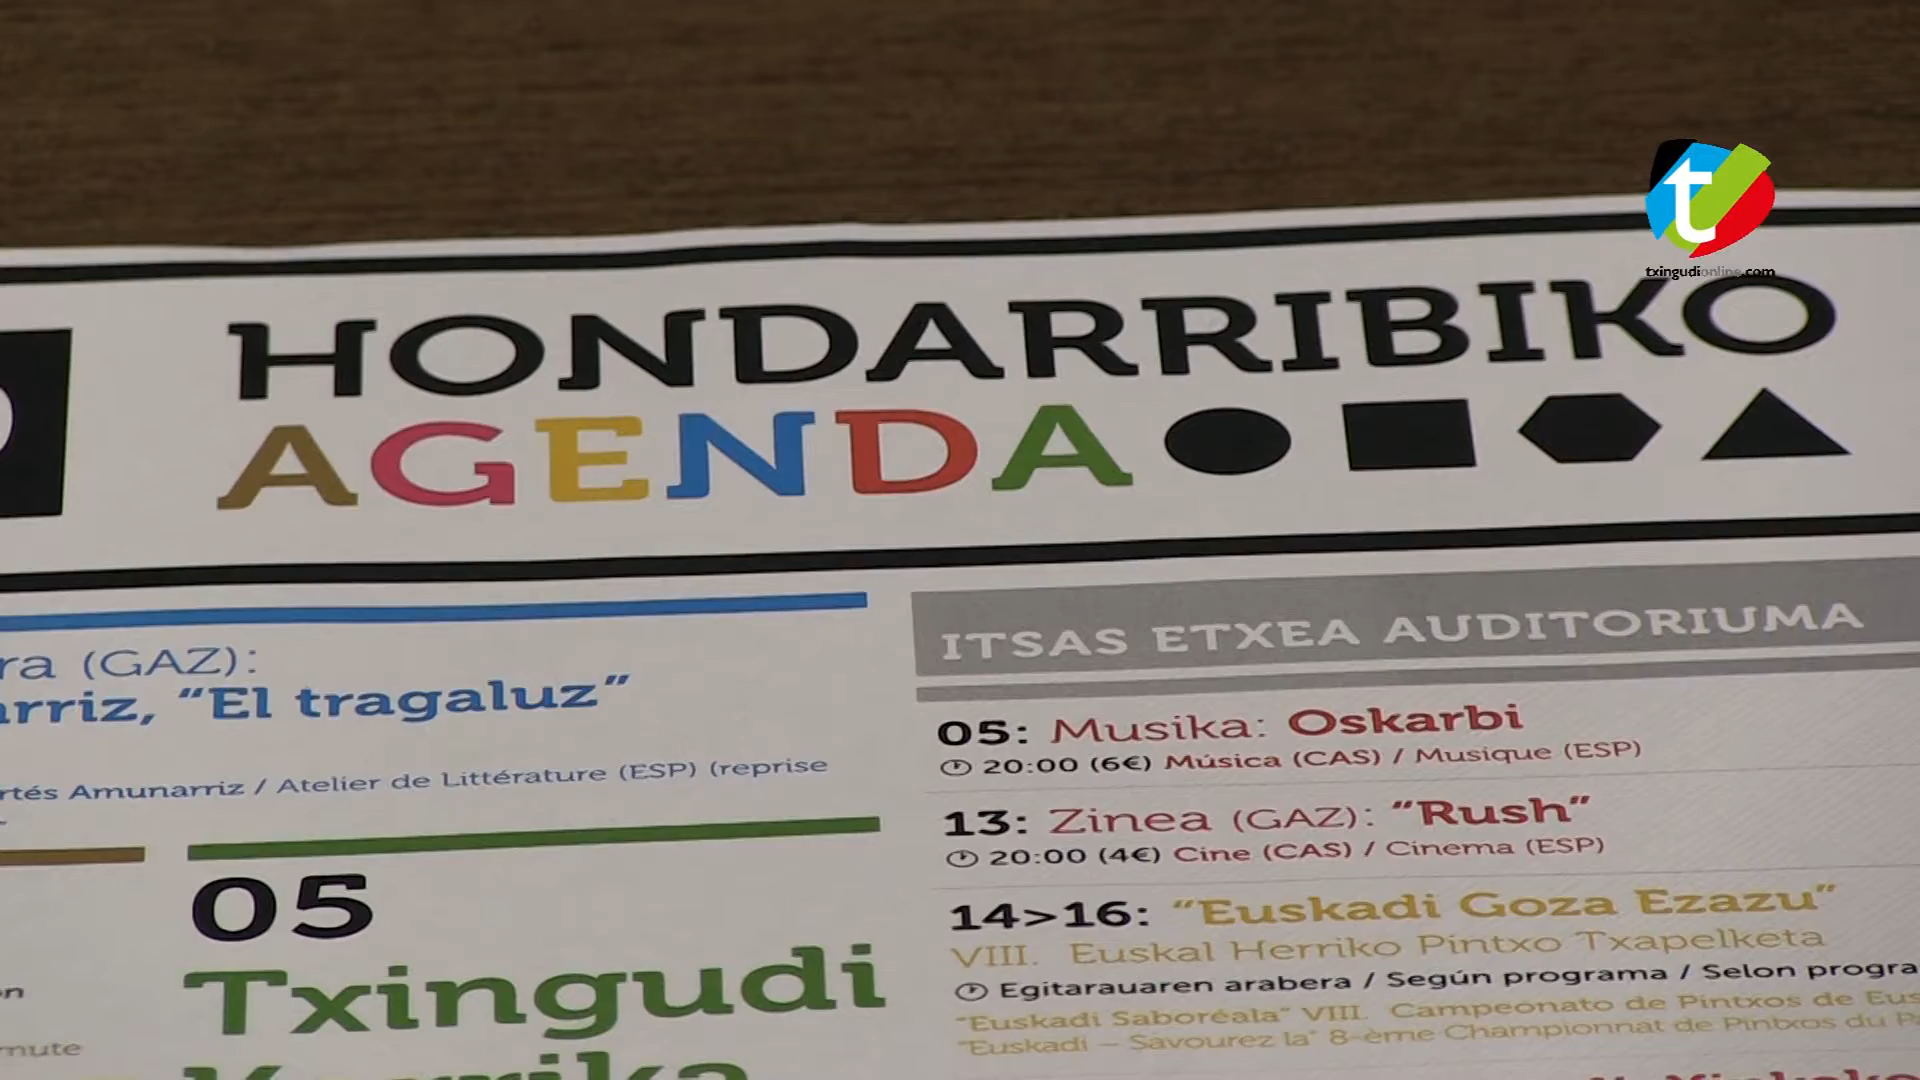 t
txingudionline.com
HONDARRIBIKO
AGENDA
ra (GAZ):
arriz, “El tragaluz”
rtés Amunarriz / Atelier de Littérature (ESP) (reprise
05
Txingudi
Korrika
ITSAS ETXEA AUDITORIUMA
05: Musika: Oskarbi
20:00 (6€) Música (CAS) / Musique (ESP)
13: Zinea (GAZ): “Rush”
20:00 (4€) Cine (CAS) / Cinema (ESP)
14>16: “Euskadi Goza Ezazu”
VIII. Euskal Herriko Pintxo Txapelketa
Egitarauaren arabera / Según programa / Selon progra
“Euskadi Saboréala” VIII. Campeonato de Pintxos de Eus
“Euskadi – Savourez la” 8-ème Championnat de Pintxos du Pa